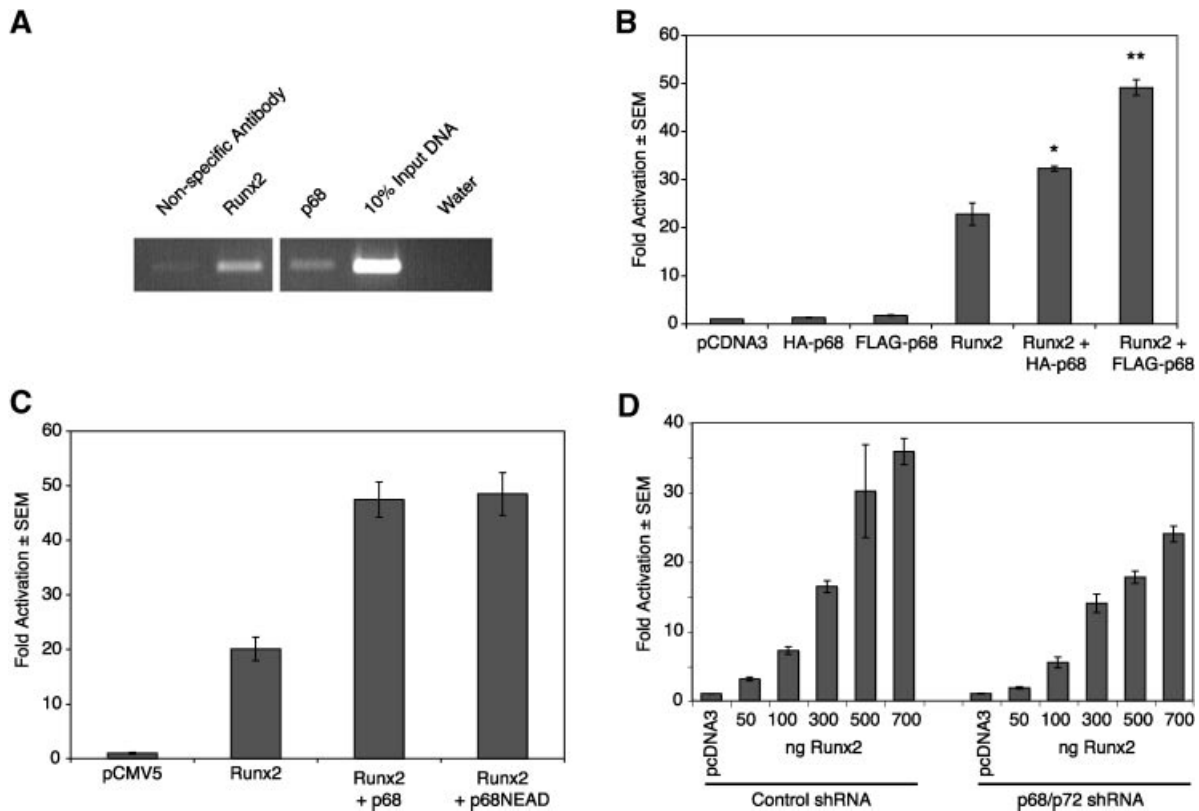 A
Non-specific Antibody
Runx2
p68
10% Input DNA
Water
B
Fold Activation ± SEM
60
50
40
30
20
10
0
*
**
pCDNA3
HA-p68
FLAG-p68
Runx2
Runx2 +
HA-p68
Runx2 +
FLAG-p68
C
Fold Activation ± SEM
60
50
40
30
20
10
0
pCMV5
Runx2
Runx2
+ p68
Runx2
+ p68NEAD
D
Fold Activation ± SEM
40
30
20
10
0
pcDNA3
50
100
300
500
700
ng Runx2
Control shRNA
pcDNA3
50
100
300
500
700
ng Runx2
p68/p72 shRNA